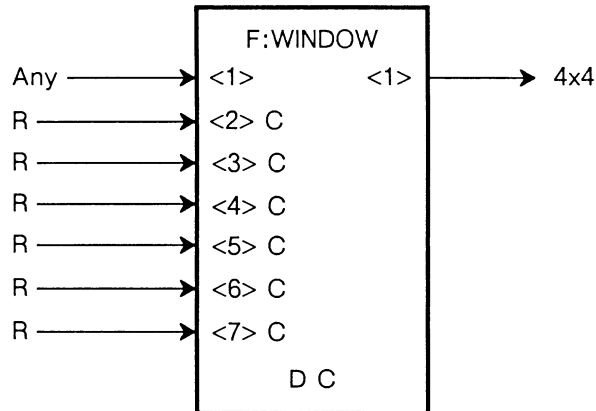 F:WINDOW
Any <1> <1> 4x4
R <2> C
R <3> C
R <4> C
R <5> C
R <6> C
R <7> C
D C